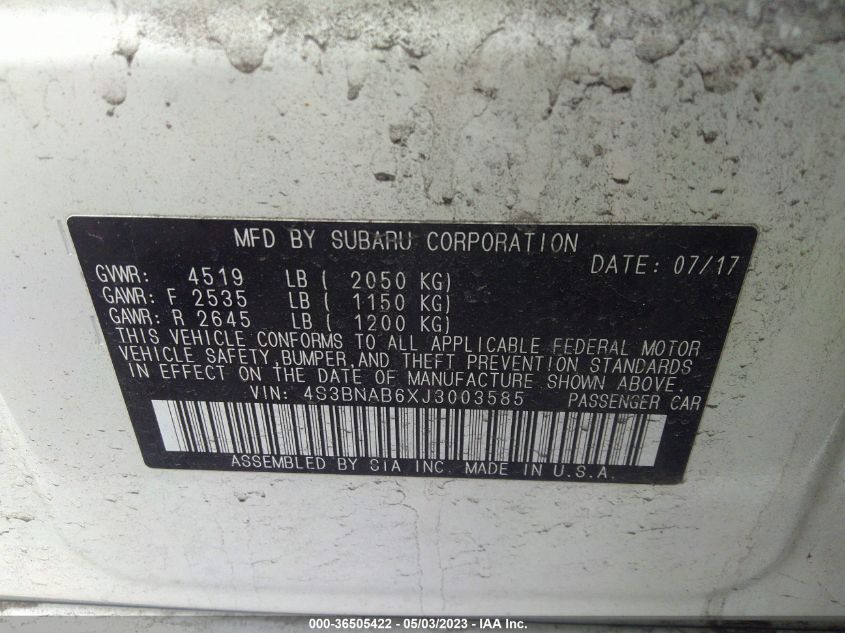 MFD BY SUBARU CORPORATION
GVWR: 4519 LB ( 2050 KG) DATE: 07/17
GAWR: F 2535 LB ( 1150 KG)
GAWR: R 2645 LB ( 1200 KG)
THIS VEHICLE CONFORMS TO ALL APPLICABLE FEDERAL MOTOR
VEHICLE SAFETY,BUMPER,AND THEFT PREVENTION STANDARDS
IN EFFECT ON THE DATE OF MANUFACTURE SHOWN ABOVE.
VIN: 4S3BNAB6XJ3003585 PASSENGER CAR
ASSEMBLED BY SIA INC. MADE IN U.S.A.
000-36505422 - 05/03/2023 - IAA Inc.